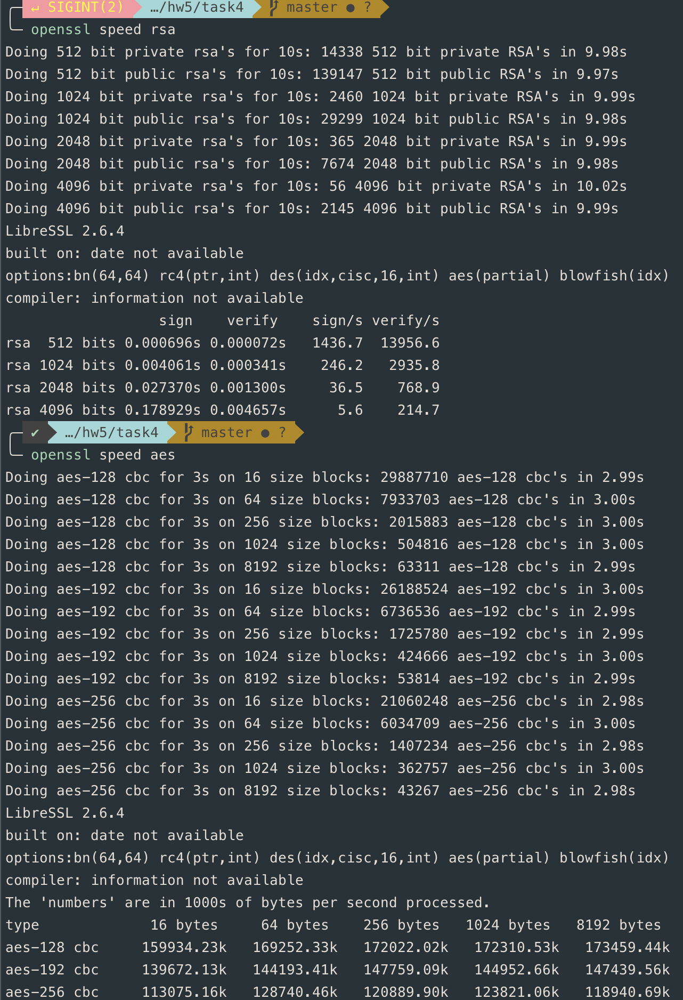 ↵ SIGINT(2) …/hw5/task4 master ● ?
openssl speed rsa
Doing 512 bit private rsa's for 10s: 14338 512 bit private RSA's in 9.98s
Doing 512 bit public rsa's for 10s: 139147 512 bit public RSA's in 9.97s
Doing 1024 bit private rsa's for 10s: 2460 1024 bit private RSA's in 9.99s
Doing 1024 bit public rsa's for 10s: 29299 1024 bit public RSA's in 9.98s
Doing 2048 bit private rsa's for 10s: 365 2048 bit private RSA's in 9.99s
Doing 2048 bit public rsa's for 10s: 7674 2048 bit public RSA's in 9.98s
Doing 4096 bit private rsa's for 10s: 56 4096 bit private RSA's in 10.02s
Doing 4096 bit public rsa's for 10s: 2145 4096 bit public RSA's in 9.99s
LibreSSL 2.6.4
built on: date not available
options:bn(64,64) rc4(ptr,int) des(idx,cisc,16,int) aes(partial) blowfish(idx)
compiler: information not available
sign verify sign/s verify/s
rsa 512 bits 0.000696s 0.000072s 1436.7 13956.6
rsa 1024 bits 0.004061s 0.000341s 246.2 2935.8
rsa 2048 bits 0.027370s 0.001300s 36.5 768.9
rsa 4096 bits 0.178929s 0.004657s 5.6 214.7
✔ …/hw5/task4 master ● ?
openssl speed aes
Doing aes-128 cbc for 3s on 16 size blocks: 29887710 aes-128 cbc's in 2.99s
Doing aes-128 cbc for 3s on 64 size blocks: 7933703 aes-128 cbc's in 3.00s
Doing aes-128 cbc for 3s on 256 size blocks: 2015883 aes-128 cbc's in 3.00s
Doing aes-128 cbc for 3s on 1024 size blocks: 504816 aes-128 cbc's in 3.00s
Doing aes-128 cbc for 3s on 8192 size blocks: 63311 aes-128 cbc's in 2.99s
Doing aes-192 cbc for 3s on 16 size blocks: 26188524 aes-192 cbc's in 3.00s
Doing aes-192 cbc for 3s on 64 size blocks: 6736536 aes-192 cbc's in 2.99s
Doing aes-192 cbc for 3s on 256 size blocks: 1725780 aes-192 cbc's in 2.99s
Doing aes-192 cbc for 3s on 1024 size blocks: 424666 aes-192 cbc's in 3.00s
Doing aes-192 cbc for 3s on 8192 size blocks: 53814 aes-192 cbc's in 2.99s
Doing aes-256 cbc for 3s on 16 size blocks: 21060248 aes-256 cbc's in 2.98s
Doing aes-256 cbc for 3s on 64 size blocks: 6034709 aes-256 cbc's in 3.00s
Doing aes-256 cbc for 3s on 256 size blocks: 1407234 aes-256 cbc's in 2.98s
Doing aes-256 cbc for 3s on 1024 size blocks: 362757 aes-256 cbc's in 3.00s
Doing aes-256 cbc for 3s on 8192 size blocks: 43267 aes-256 cbc's in 2.98s
LibreSSL 2.6.4
built on: date not available
options:bn(64,64) rc4(ptr,int) des(idx,cisc,16,int) aes(partial) blowfish(idx)
compiler: information not available
The 'numbers' are in 1000s of bytes per second processed.
type 16 bytes 64 bytes 256 bytes 1024 bytes 8192 bytes
aes-128 cbc 159934.23k 169252.33k 172022.02k 172310.53k 173459.44k
aes-192 cbc 139672.13k 144193.41k 147759.09k 144952.66k 147439.56k
aes-256 cbc 113075.16k 128740.46k 120889.90k 123821.06k 118940.69k